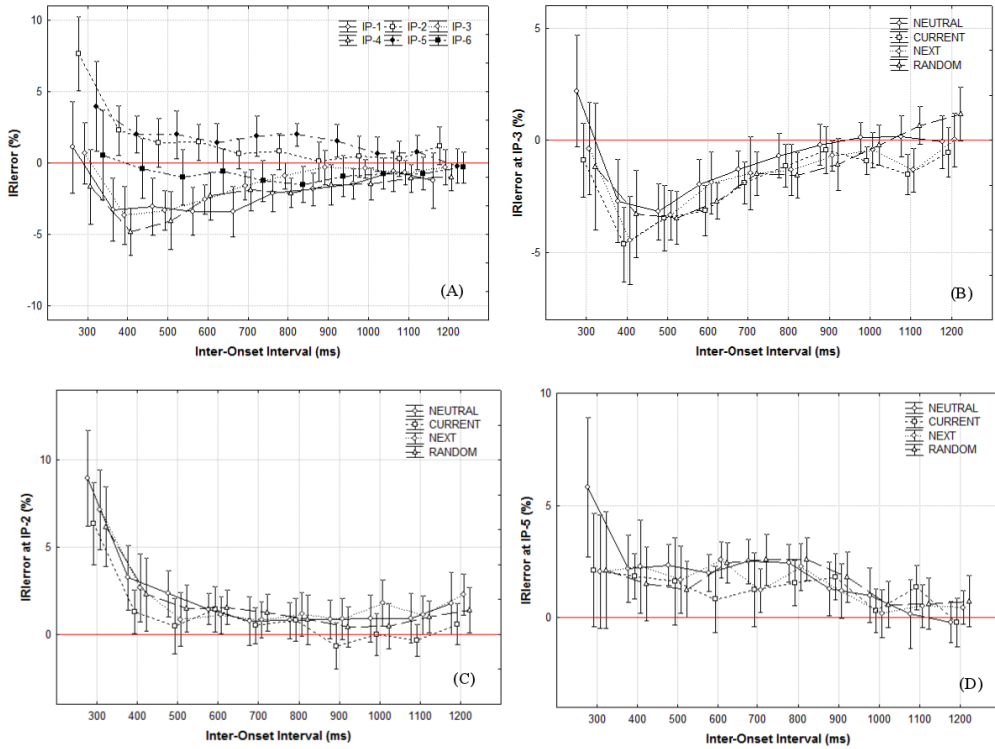 10
5
0
-5
-10
IRIerror (%)
IP-1 IP-2 IP-3
IP-4 IP-5 IP-6
(A)
300 400 500 600 700 800 900 1000 1100 1200
Inter-Onset Interval (ms)
5
0
-5
IRIerror at IP-3 (%)
NEUTRAL
CURRENT
NEXT
RANDOM
(B)
300 400 500 600 700 800 900 1000 1100 1200
Inter-Onset Interval (ms)
10
5
0
IRIerror at IP-2 (%)
NEUTRAL
CURRENT
NEXT
RANDOM
(C)
300 400 500 600 700 800 900 1000 1100 1200
Inter-Onset Interval (ms)
10
5
0
IRIerror at IP-5 (%)
NEUTRAL
CURRENT
NEXT
RANDOM
(D)
300 400 500 600 700 800 900 1000 1100 1200
Inter-Onset Interval (ms)